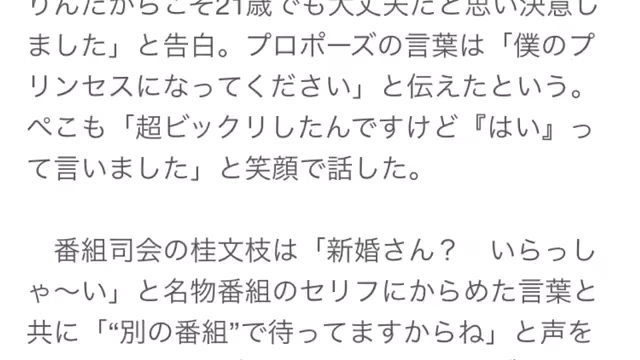 りんだからこそ21歳でも大丈夫だと思い決意し
ました」と告白。プロポーズの言葉は「僕のプ
リンセスになってください」と伝えたという。
ぺこも「超ビックリしたんですけど『はい』っ
て言いました」と笑顔で話した。
番組司会の桂文枝は「新婚さん？　いらっし
ゃ〜い」と名物番組のセリフにからめた言葉と
共に「“別の番組”で待ってますからね」と声を